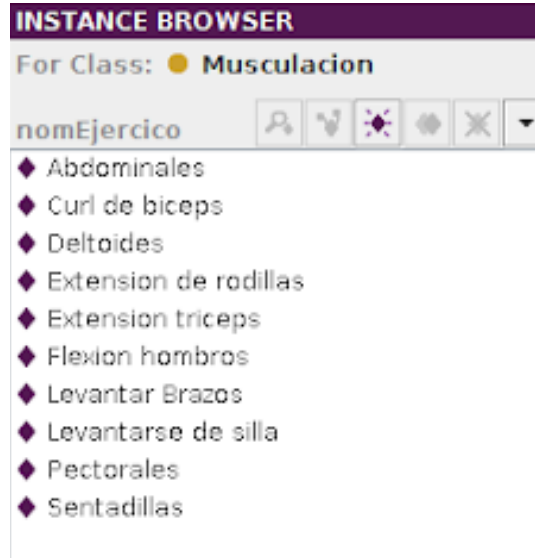 INSTANCE BROWSER
For Class: Musculacion
nomEjercico
Abdominales
Curl de biceps
Deltoides
Extension de rodillas
Extension triceps
Flexion hombros
Levantar Brazos
Levantarse de silla
Pectorales
Sentadillas